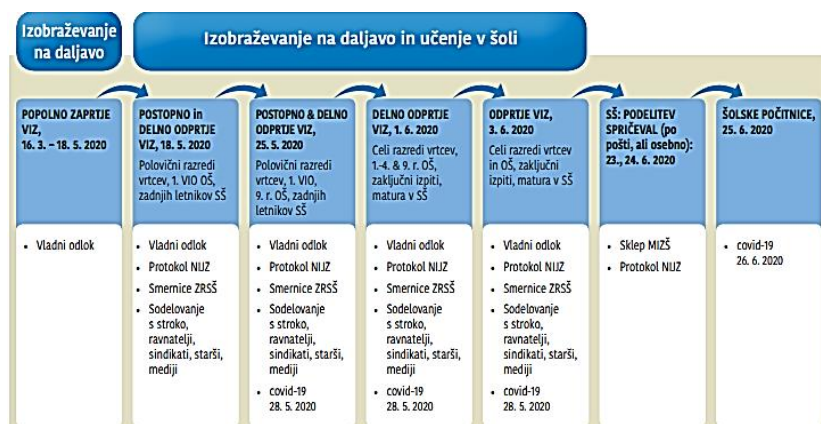 Izobraževanje
na daljavo
Izobraževanje na daljavo in učenje v šoli
POPOLNO ZAPRTJE
VIZ,
16. 3. – 18. 5. 2020
• Vladni odlok
POSTOPNO in
DELNO ODPRTJE
VIZ, 18. 5. 2020
Polovični razredi
vrtcev, 1. VIO OŠ,
zadnjih letnikov SŠ
• Vladni odlok
• Protokol NIJZ
• Smernice ZRSŠ
• Sodelovanje
s stroko,
ravnatelji,
sindikati, starši,
mediji
POSTOPNO & DELNO
ODPRTJE VIZ,
25. 5. 2020
Polovični razredi
vrtcev, 1. VIO,
9. r. OŠ, zadnjih
letnikov SŠ
• Vladni odlok
• Protokol NIJZ
• Smernice ZRSŠ
• Sodelovanje
s stroko,
ravnatelji,
sindikati, starši,
mediji
• covid-19
28. 5. 2020
DELNO ODPRTJE
VIZ, 1. 6. 2020
Celi razredi vrtcev,
1.-4. & 9. r. OŠ,
zaključni izpiti,
matura v SŠ
• Vladni odlok
• Protokol NIJZ
• Smernice ZRSŠ
• Sodelovanje
s stroko,
ravnatelji,
sindikati, starši,
mediji
• covid-19
28. 5. 2020
ODPRTJE VIZ,
3. 6. 2020
Celi razredi vrtcev
in OŠ, zaključni
izpiti, matura v SŠ
• Vladni odlok
• Protokol NIJZ
• Smernice ZRSŠ
• Sodelovanje
s stroko,
ravnatelji,
sindikati, starši,
mediji
• covid-19
28. 5. 2020
SŠ: PODELITEV
SPRIČEVAL (po
pošti, ali osebno):
23., 24. 6. 2020
• Sklep MIZŠ
• Protokol NIJZ
ŠOLSKE POČITNICE,
25. 6. 2020
• covid-19
26. 6. 2020